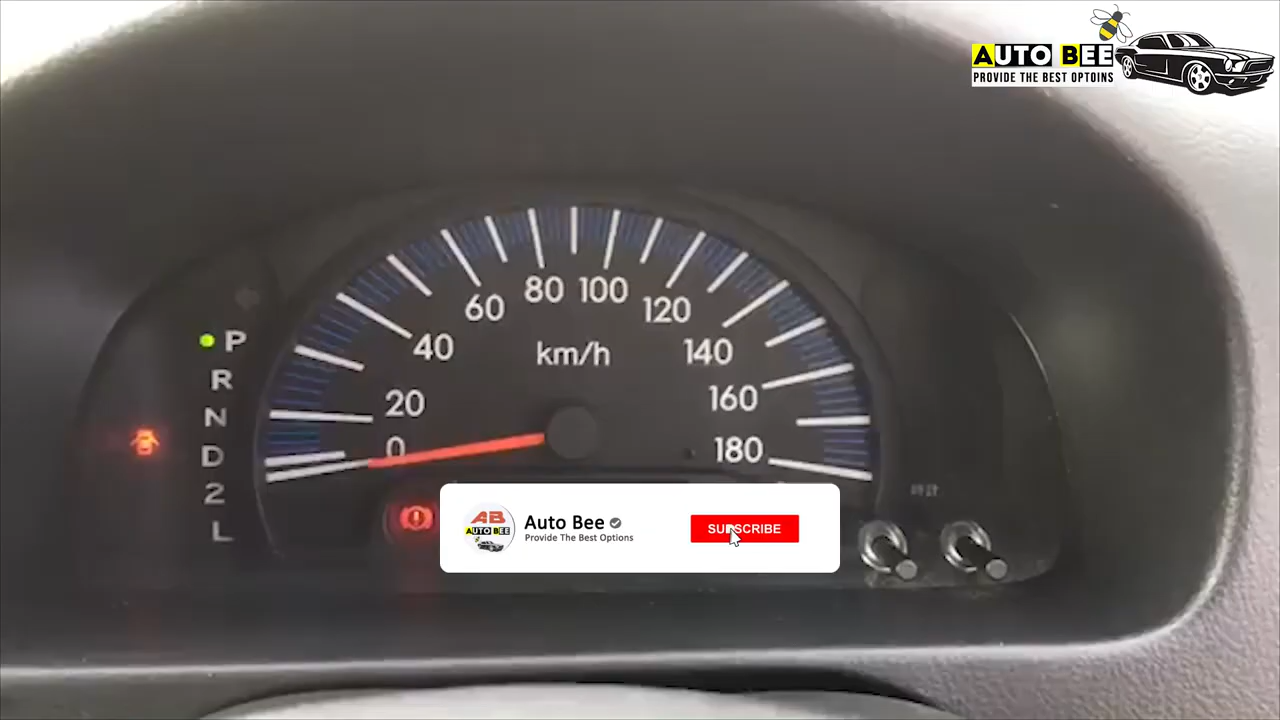 AUTO BEE
PROVIDE THE BEST OPTOINS
P
R
N
D
2
L
0
20
40
60
80
100
120
140
160
180
km/h
AB
AUTO BEE
Auto Bee
Provide The Best Options
SUBSCRIBE